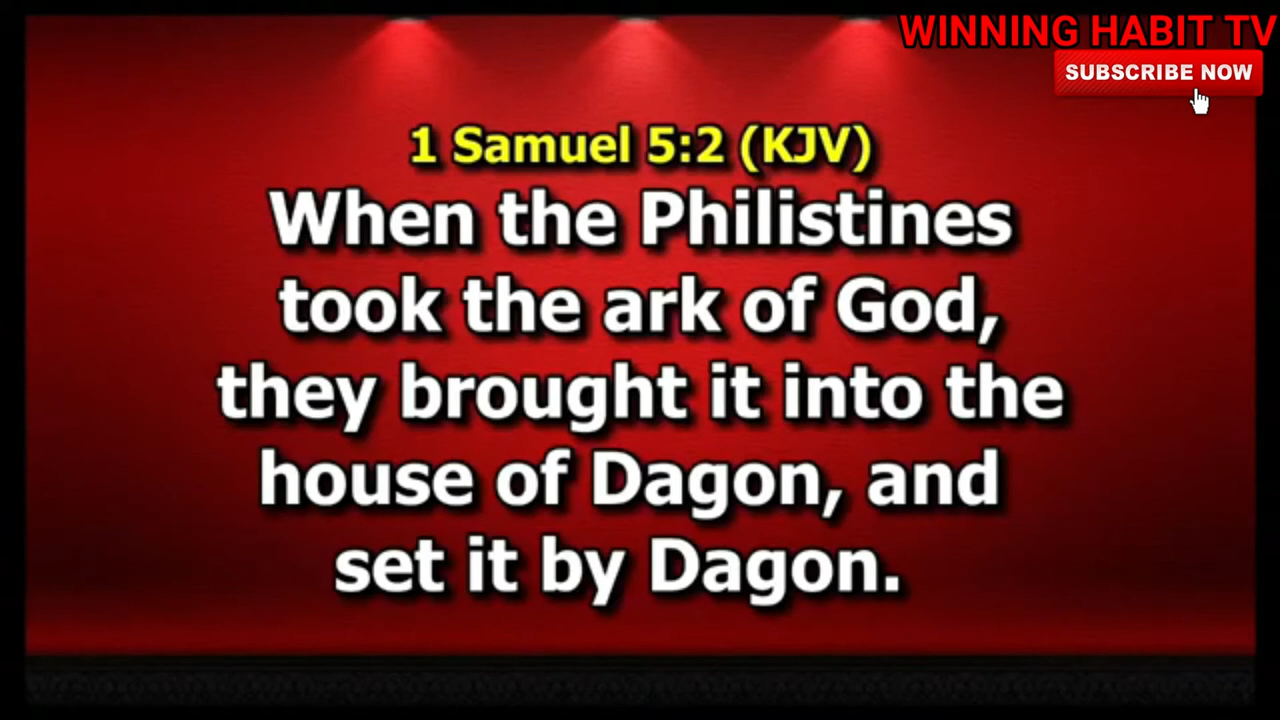 WINNING HABIT TV
SUBSCRIBE NOW
1 Samuel 5:2 (KJV)
When the Philistines
took the ark of God,
they brought it into the
house of Dagon, and
set it by Dagon.